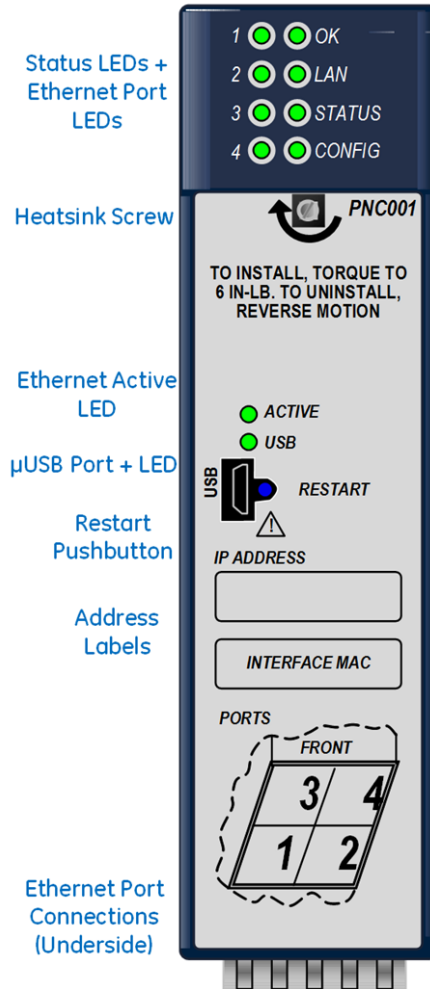 Status LEDs +
Ethernet Port
LEDs
1 OK
2 LAN
3 STATUS
4 CONFIG
Heatsink Screw
PNC001
TO INSTALL, TORQUE TO
6 IN-LB. TO UNINSTALL,
REVERSE MOTION
Ethernet Active
LED
ACTIVE
USB
µUSB Port + LED
USB
RESTART
Restart
Pushbutton
IP ADDRESS
Address
Labels
INTERFACE MAC
PORTS
FRONT
3 4
1 2
Ethernet Port
Connections
(Underside)